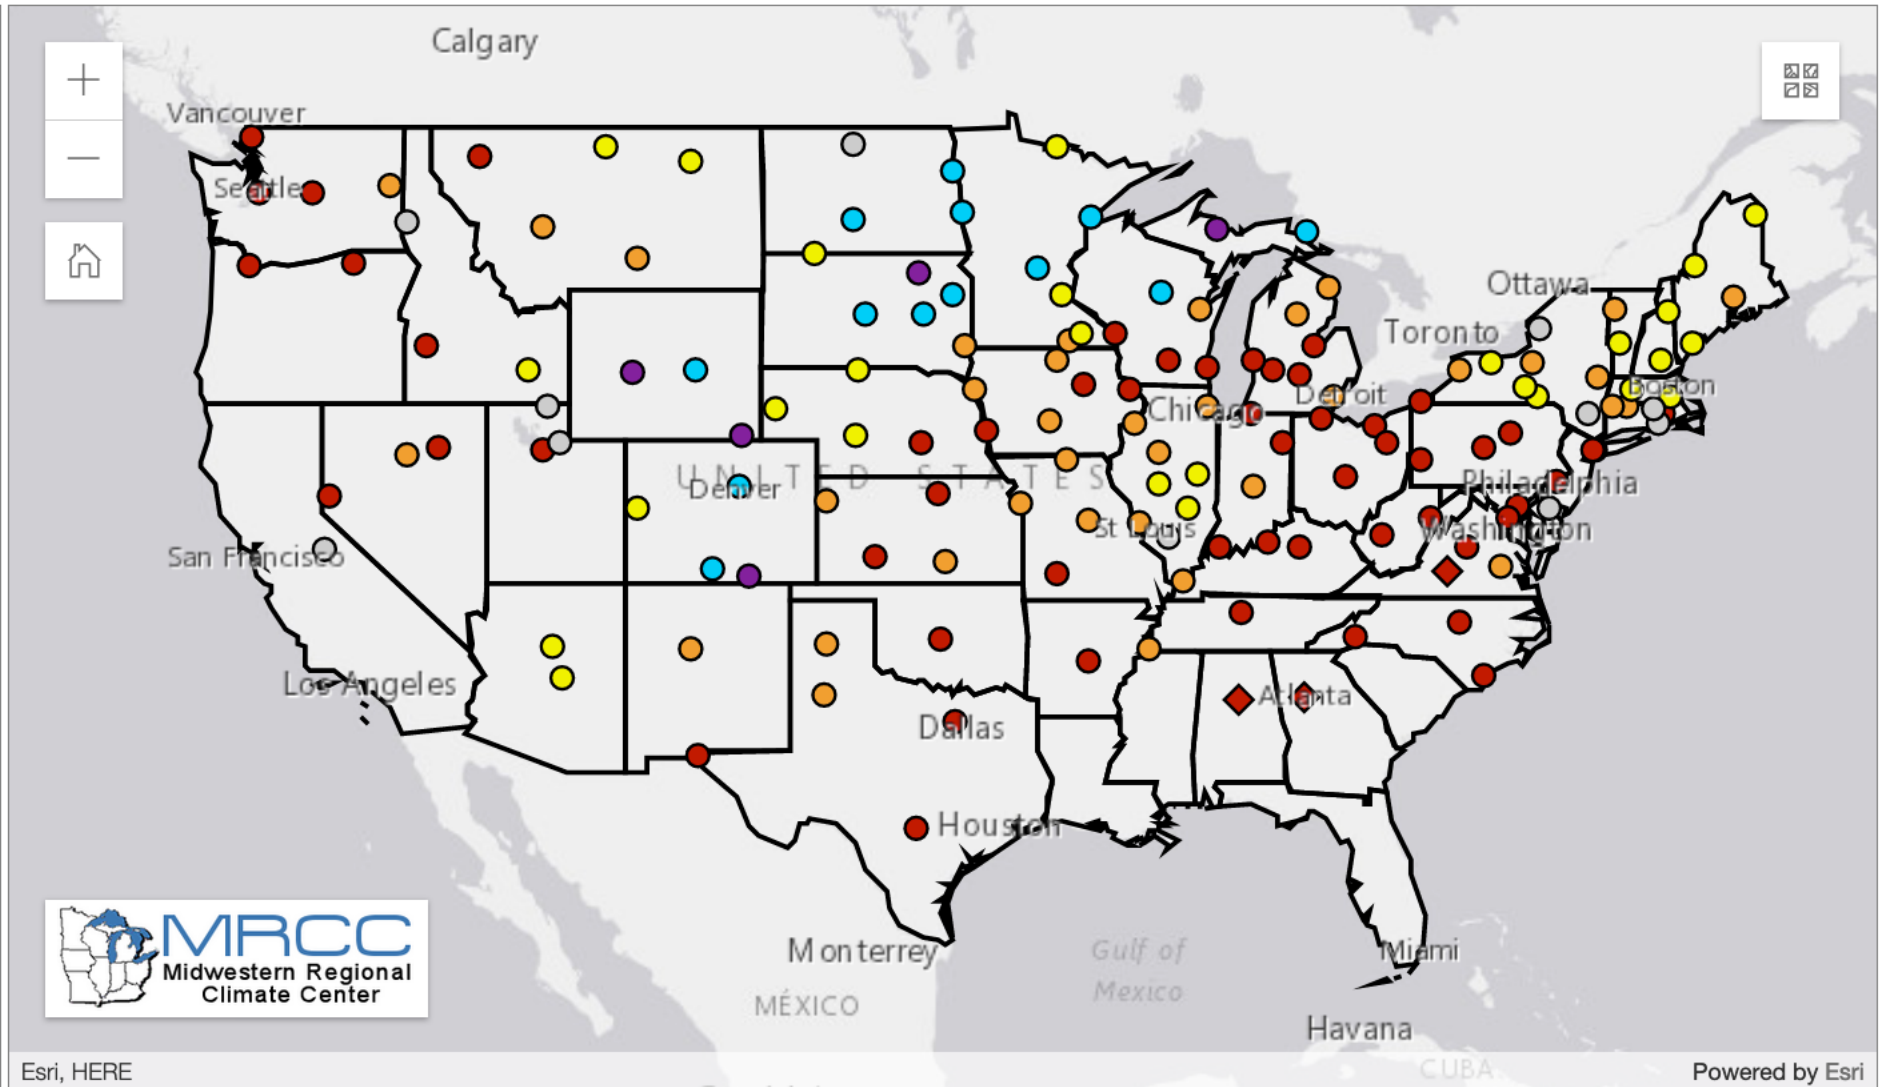 Calgary
Vancouver
Seattle
Ottawa
Toronto
Boston
Detroit
Chicago
UNITED STATES
Denver
Philadelphia
St Louis
Washington
San Francisco
Los Angeles
Atlanta
Dallas
Houston
MRCC
Midwestern Regional
Climate Center
Monterrey
Gulf of
Mexico
Miami
MÉXICO
Havana
CUBA
Esri, HERE
Powered by Esri